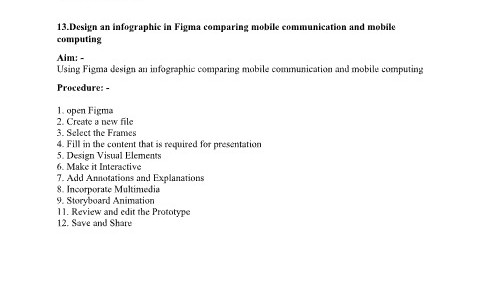 13.Design an infographic in Figma comparing mobile communication and mobile
computing
Aim: -
Using Figma design an infographic comparing mobile communication and mobile computing
Procedure: -
1. open Figma
2. Create a new file
3. Select the Frames
4. Fill in the content that is required for presentation
5. Design Visual Elements
6. Make it Interactive
7. Add Annotations and Explanations
8. Incorporate Multimedia
9. Storyboard Animation
11. Review and edit the Prototype
12. Save and Share